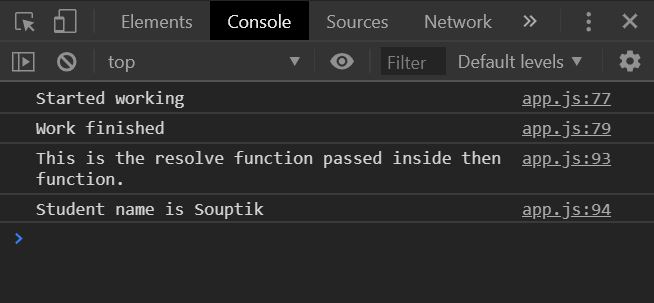 Elements Console Sources Network »
top Filter Default levels
Started working app.js:77
Work finished app.js:79
This is the resolve function passed inside then app.js:93
function.
Student name is Souptik app.js:94